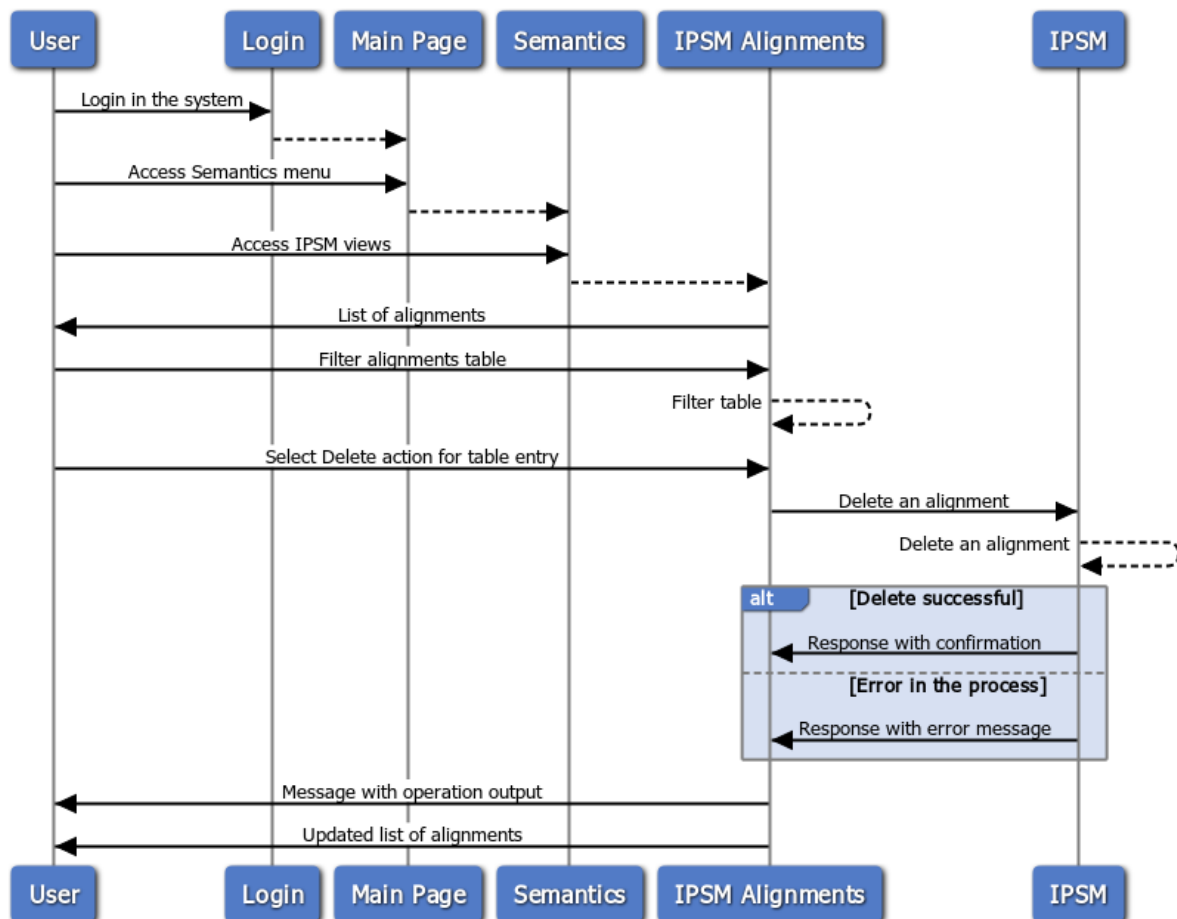 User
Login
Main Page
Semantics
IPSM Alignments
IPSM
Login in the system
Access Semantics menu
Access IPSM views
List of alignments
Filter alignments table
Filter table
Select Delete action for table entry
Delete an alignment
Delete an alignment
alt
[Delete successful]
Response with confirmation
[Error in the process]
Response with error message
Message with operation output
Updated list of alignments
User
Login
Main Page
Semantics
IPSM Alignments
IPSM